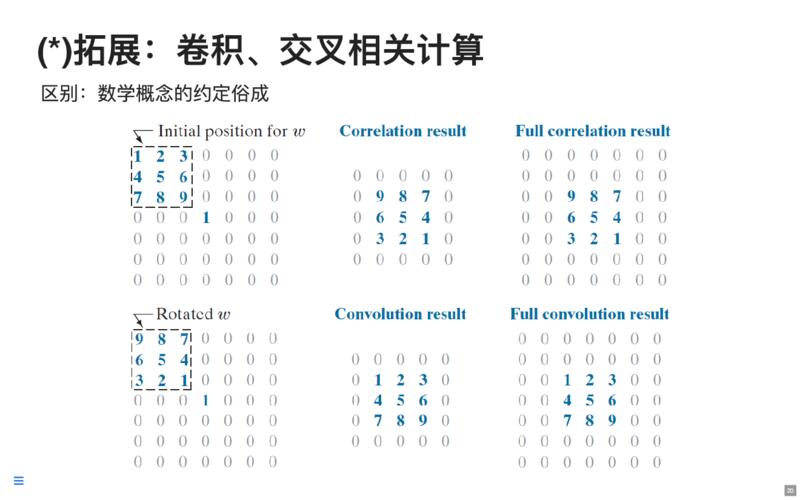 (*)拓展：卷积、交叉相关计算
区别：数学概念的约定俗成
Initial position for w
1 2 3 0 0 0 0
4 5 6 0 0 0 0
7 8 9 0 0 0 0
0 0 0 1 0 0 0
0 0 0 0 0 0 0
0 0 0 0 0 0 0
0 0 0 0 0 0 0
Correlation result
0 0 0 0 0
0 9 8 7 0
0 6 5 4 0
0 3 2 1 0
0 0 0 0 0
Full correlation result
0 0 0 0 0 0 0
0 0 0 0 0 0 0
0 0 9 8 7 0 0
0 0 6 5 4 0 0
0 0 3 2 1 0 0
0 0 0 0 0 0 0
0 0 0 0 0 0 0
Rotated w
9 8 7 0 0 0 0
6 5 4 0 0 0 0
3 2 1 0 0 0 0
0 0 0 1 0 0 0
0 0 0 0 0 0 0
0 0 0 0 0 0 0
0 0 0 0 0 0 0
Convolution result
0 0 0 0 0
0 1 2 3 0
0 4 5 6 0
0 7 8 9 0
0 0 0 0 0
Full convolution result
0 0 0 0 0 0 0
0 0 0 0 0 0 0
0 0 1 2 3 0 0
0 0 4 5 6 0 0
0 0 7 8 9 0 0
0 0 0 0 0 0 0
0 0 0 0 0 0 0
20